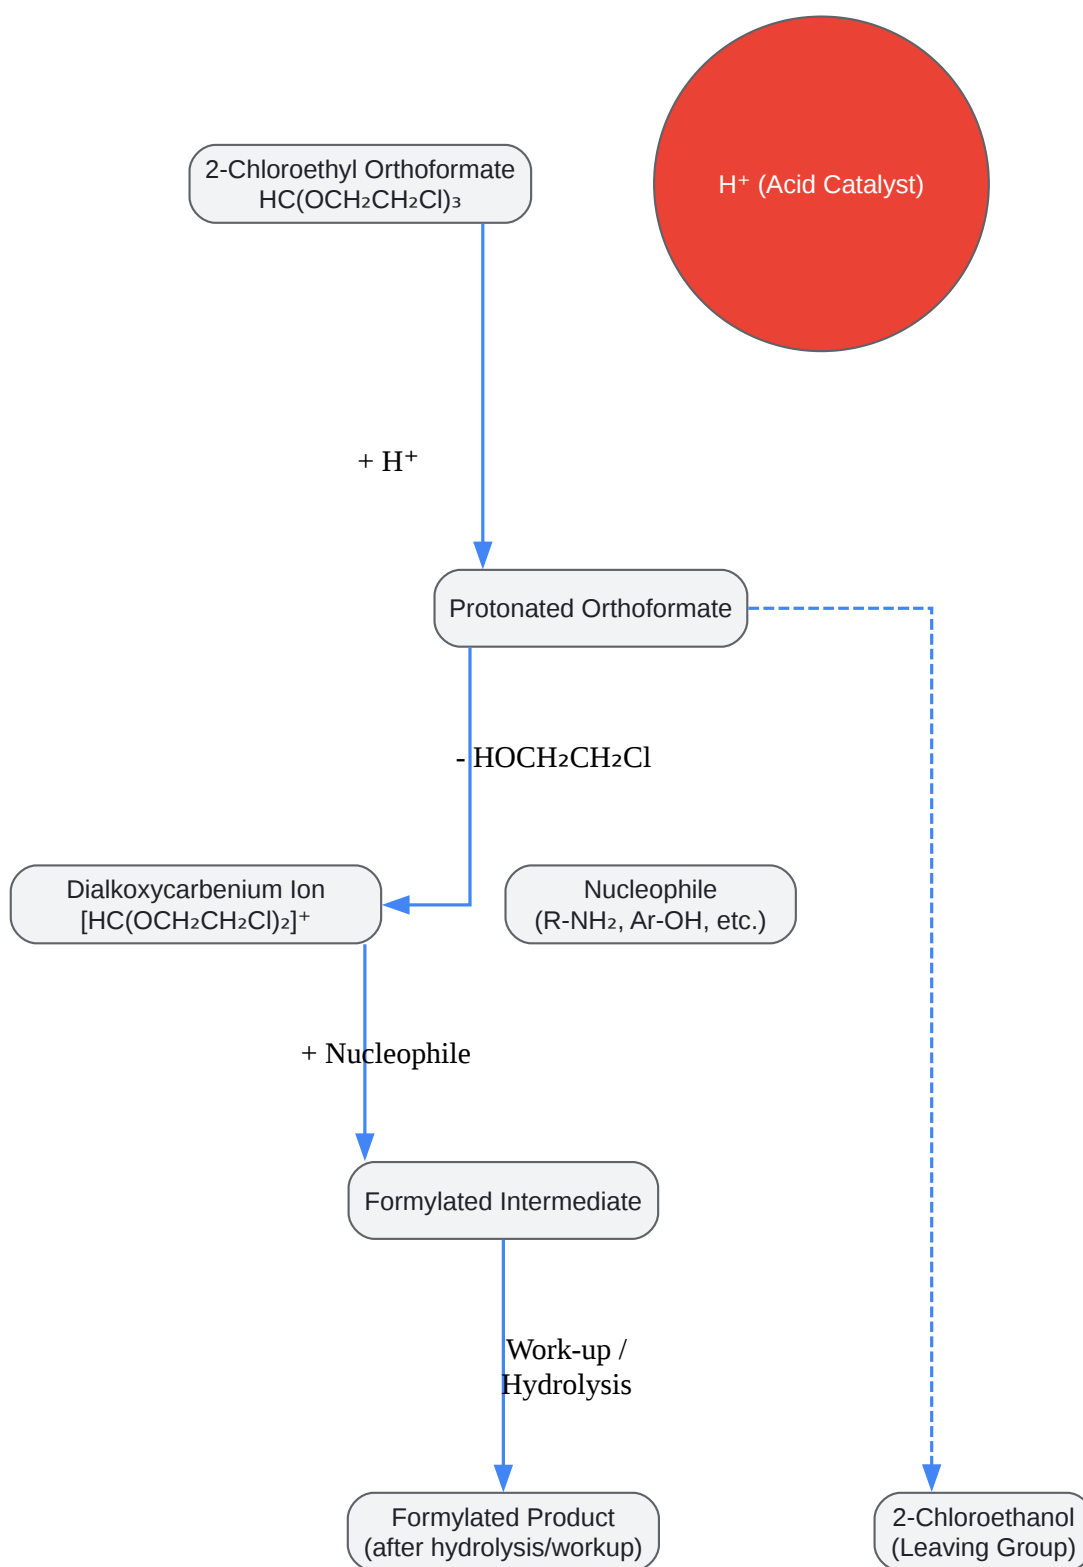 2-Chloroethyl Orthoformate
HC(OCH₂CH₂Cl)₃
H⁺ (Acid Catalyst)
+ H⁺
Protonated Orthoformate
- HOCH₂CH₂Cl
Dialkoxycarbenium Ion
[HC(OCH₂CH₂Cl)₂]⁺
Nucleophile
(R-NH₂, Ar-OH, etc.)
+ Nucleophile
Formylated Intermediate
Work-up /
Hydrolysis
Formylated Product
(after hydrolysis/workup)
2-Chloroethanol
(Leaving Group)